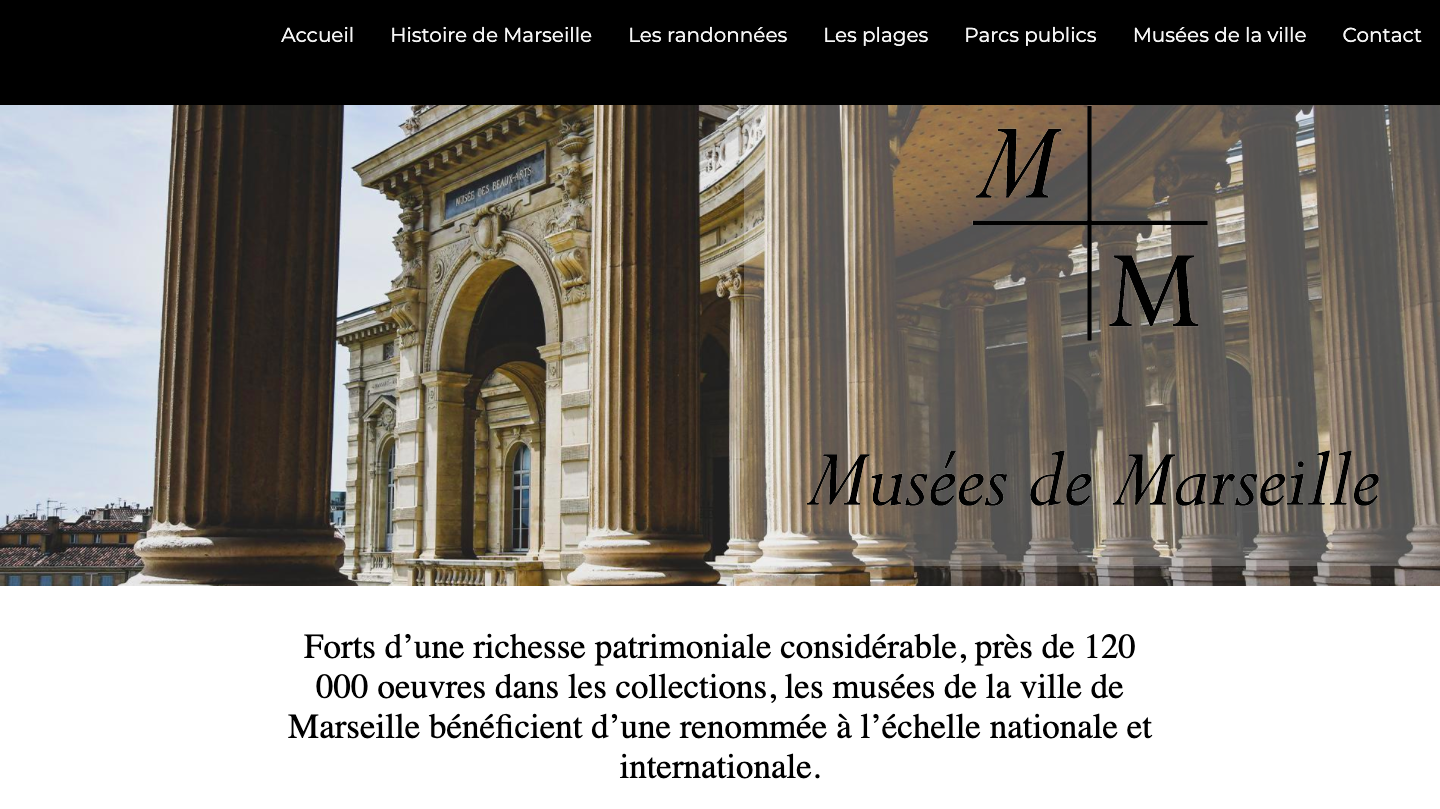 Accueil Histoire de Marseille Les randonnées Les plages Parcs publics Musées de la ville Contact
MUSÉE DES BEAUX-ARTS
M
M
Musées de Marseille
Forts d’une richesse patrimoniale considérable, près de 120
000 oeuvres dans les collections, les musées de la ville de
Marseille bénéficient d’une renommée à l’échelle nationale et
internationale.